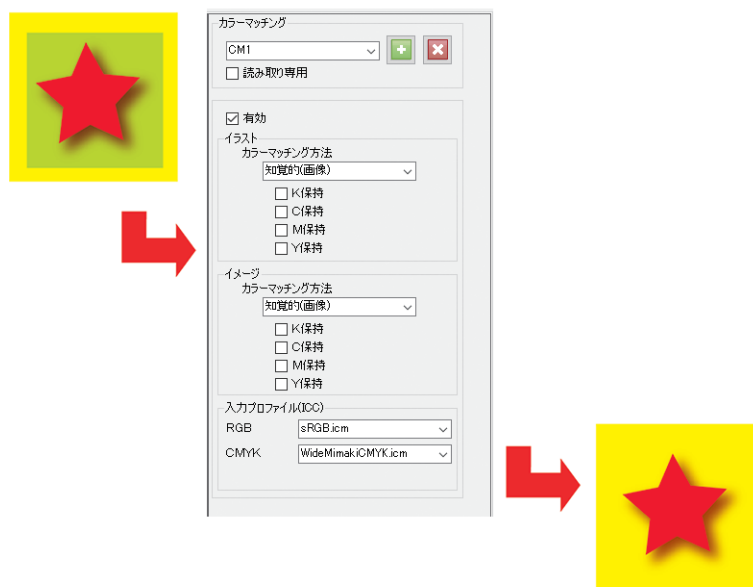 カラーマッチング
CM1
読み取り専用
有効
イラスト
カラーマッチング方法
知覚的(画像)
K保持
C保持
M保持
Y保持
イメージ
カラーマッチング方法
知覚的(画像)
K保持
C保持
M保持
Y保持
入力プロファイル(ICC)
RGB sRGB.icm
CMYK WideMimakiCMYK.icm